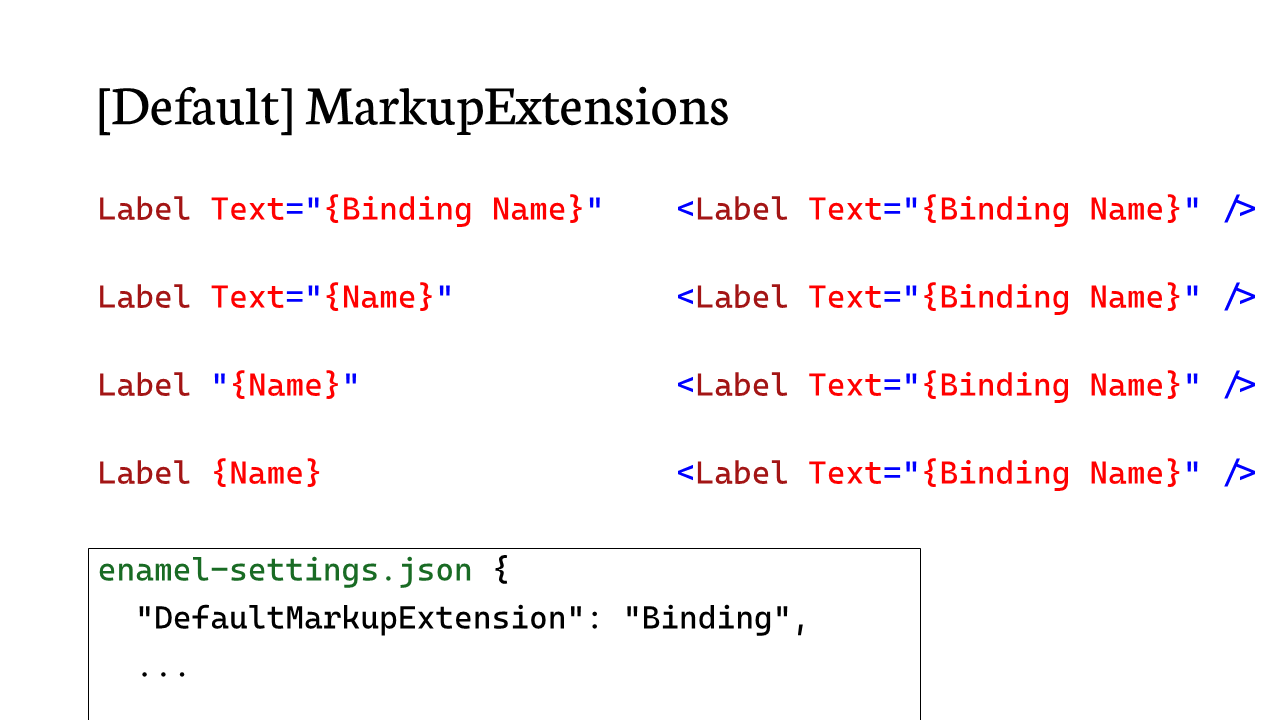 [Default] MarkupExtensions
Label Text="{Binding Name}" <Label Text="{Binding Name}" />
Label Text="{Name}" <Label Text="{Binding Name}" />
Label "{Name}" <Label Text="{Binding Name}" />
Label {Name} <Label Text="{Binding Name}" />
enamel-settings.json {
"DefaultMarkupExtension": "Binding",
...